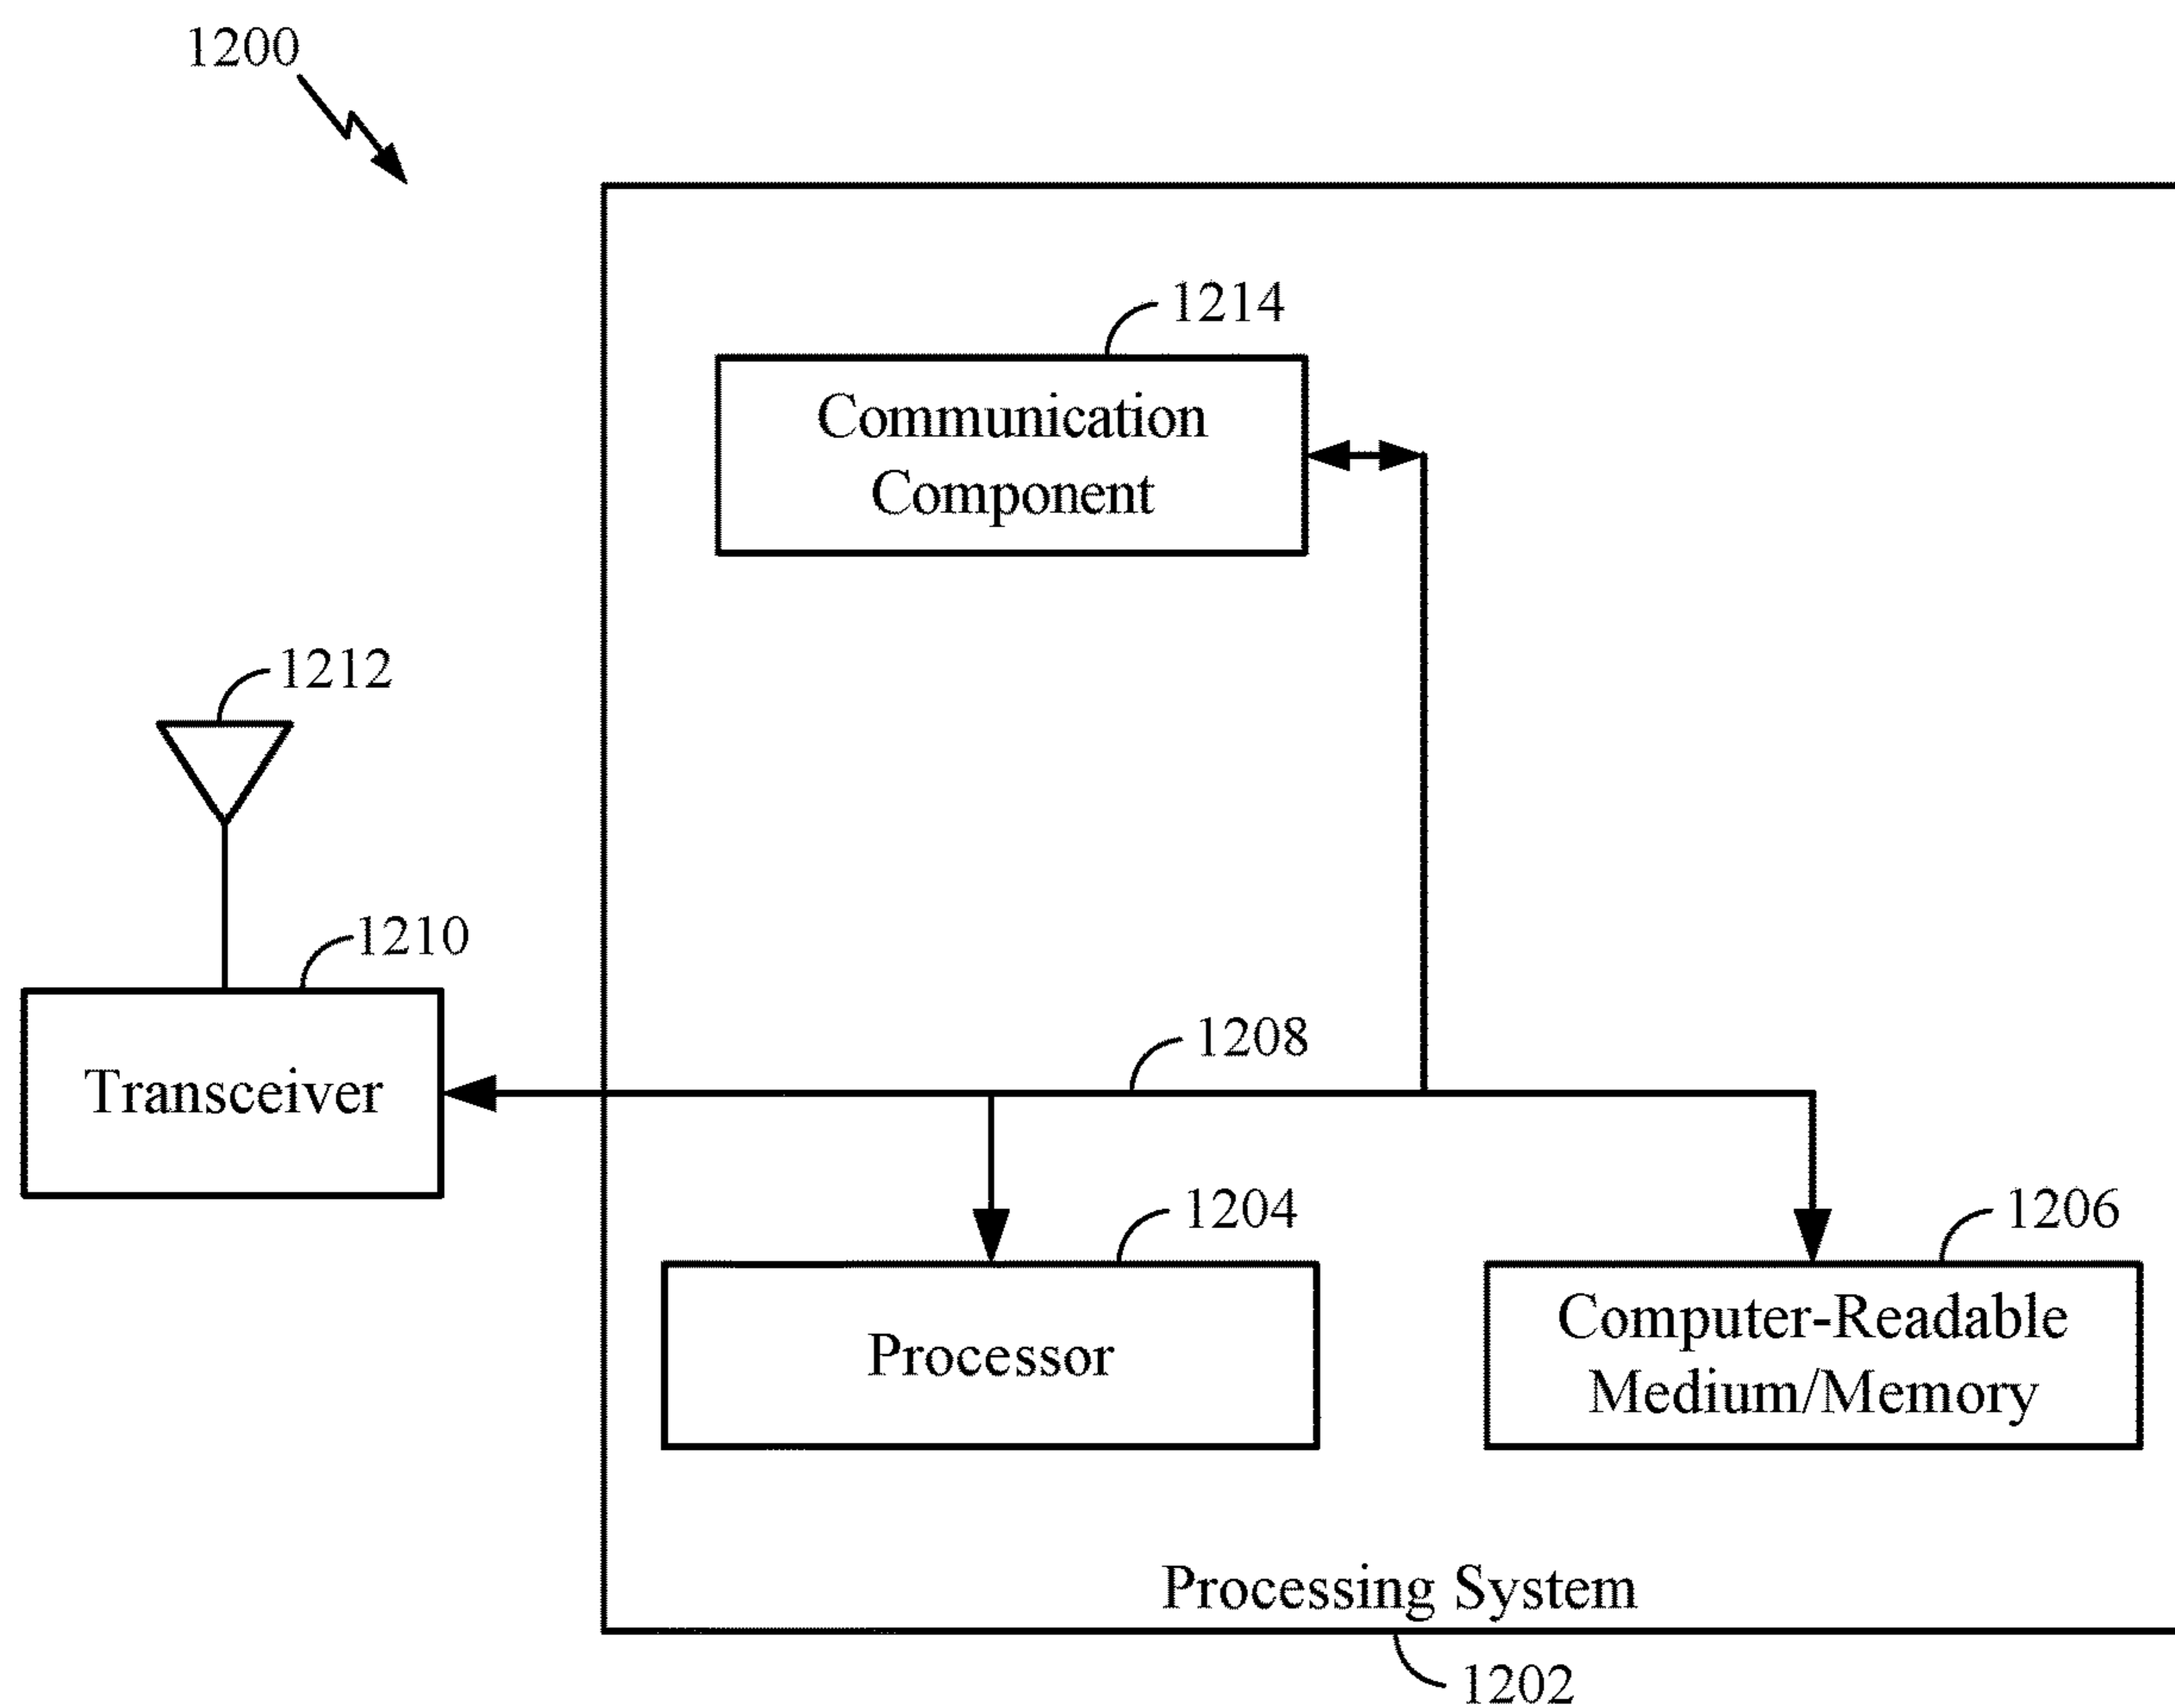 1200
1214
Communication
Component
1212
1210
Transceiver
1208
1204
Processor
1206
Computer-Readable
Medium/Memory
Processing System
1202